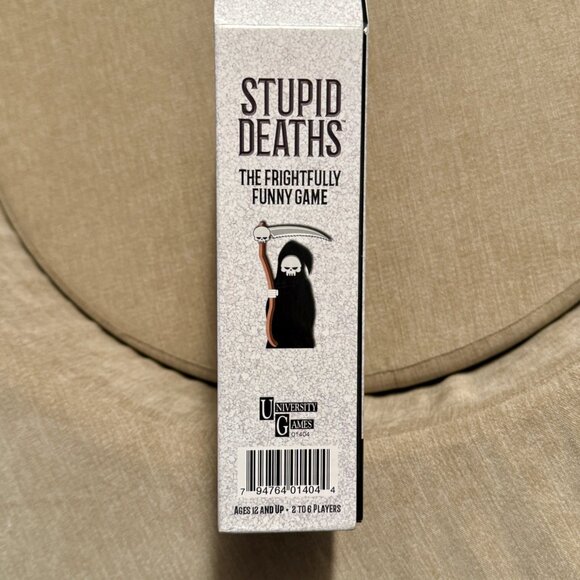 STUPID
DEATHS™
THE FRIGHTFULLY
FUNNY GAME
UNIVERSITY
GAMES
01404
7 94764 01404 4
AGES 12 AND UP • 2 TO 6 PLAYERS